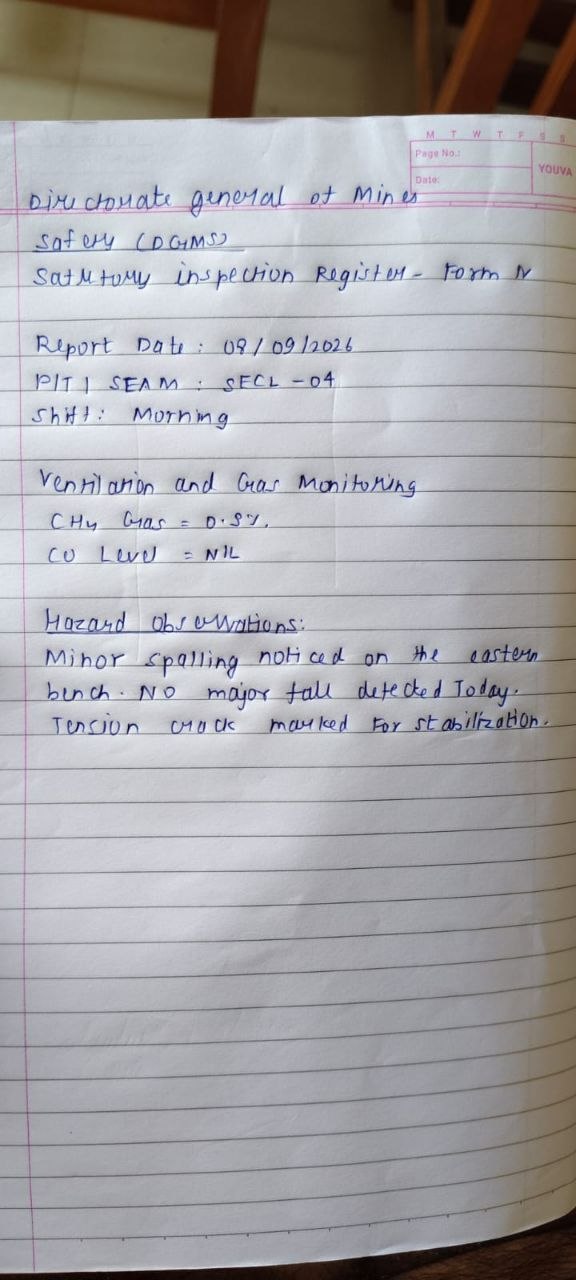 M T W T F S S
Page No.:
Date:
YOUVA
Directorate general of Mines
Safety (DGMS)
Satutory inspection Register - Form IV
Report Date : 08/09/2026
PIT | SEAM : SECL - 04
Shift: Morning
Ventilation and Gas Monitoring
CH4 Gas = 0.8%.
CO Level = NIL
Hazard observations:
Minor spalling noticed on the eastern
bench. NO major fall detected Today.
Tension crack marked For stabilization.